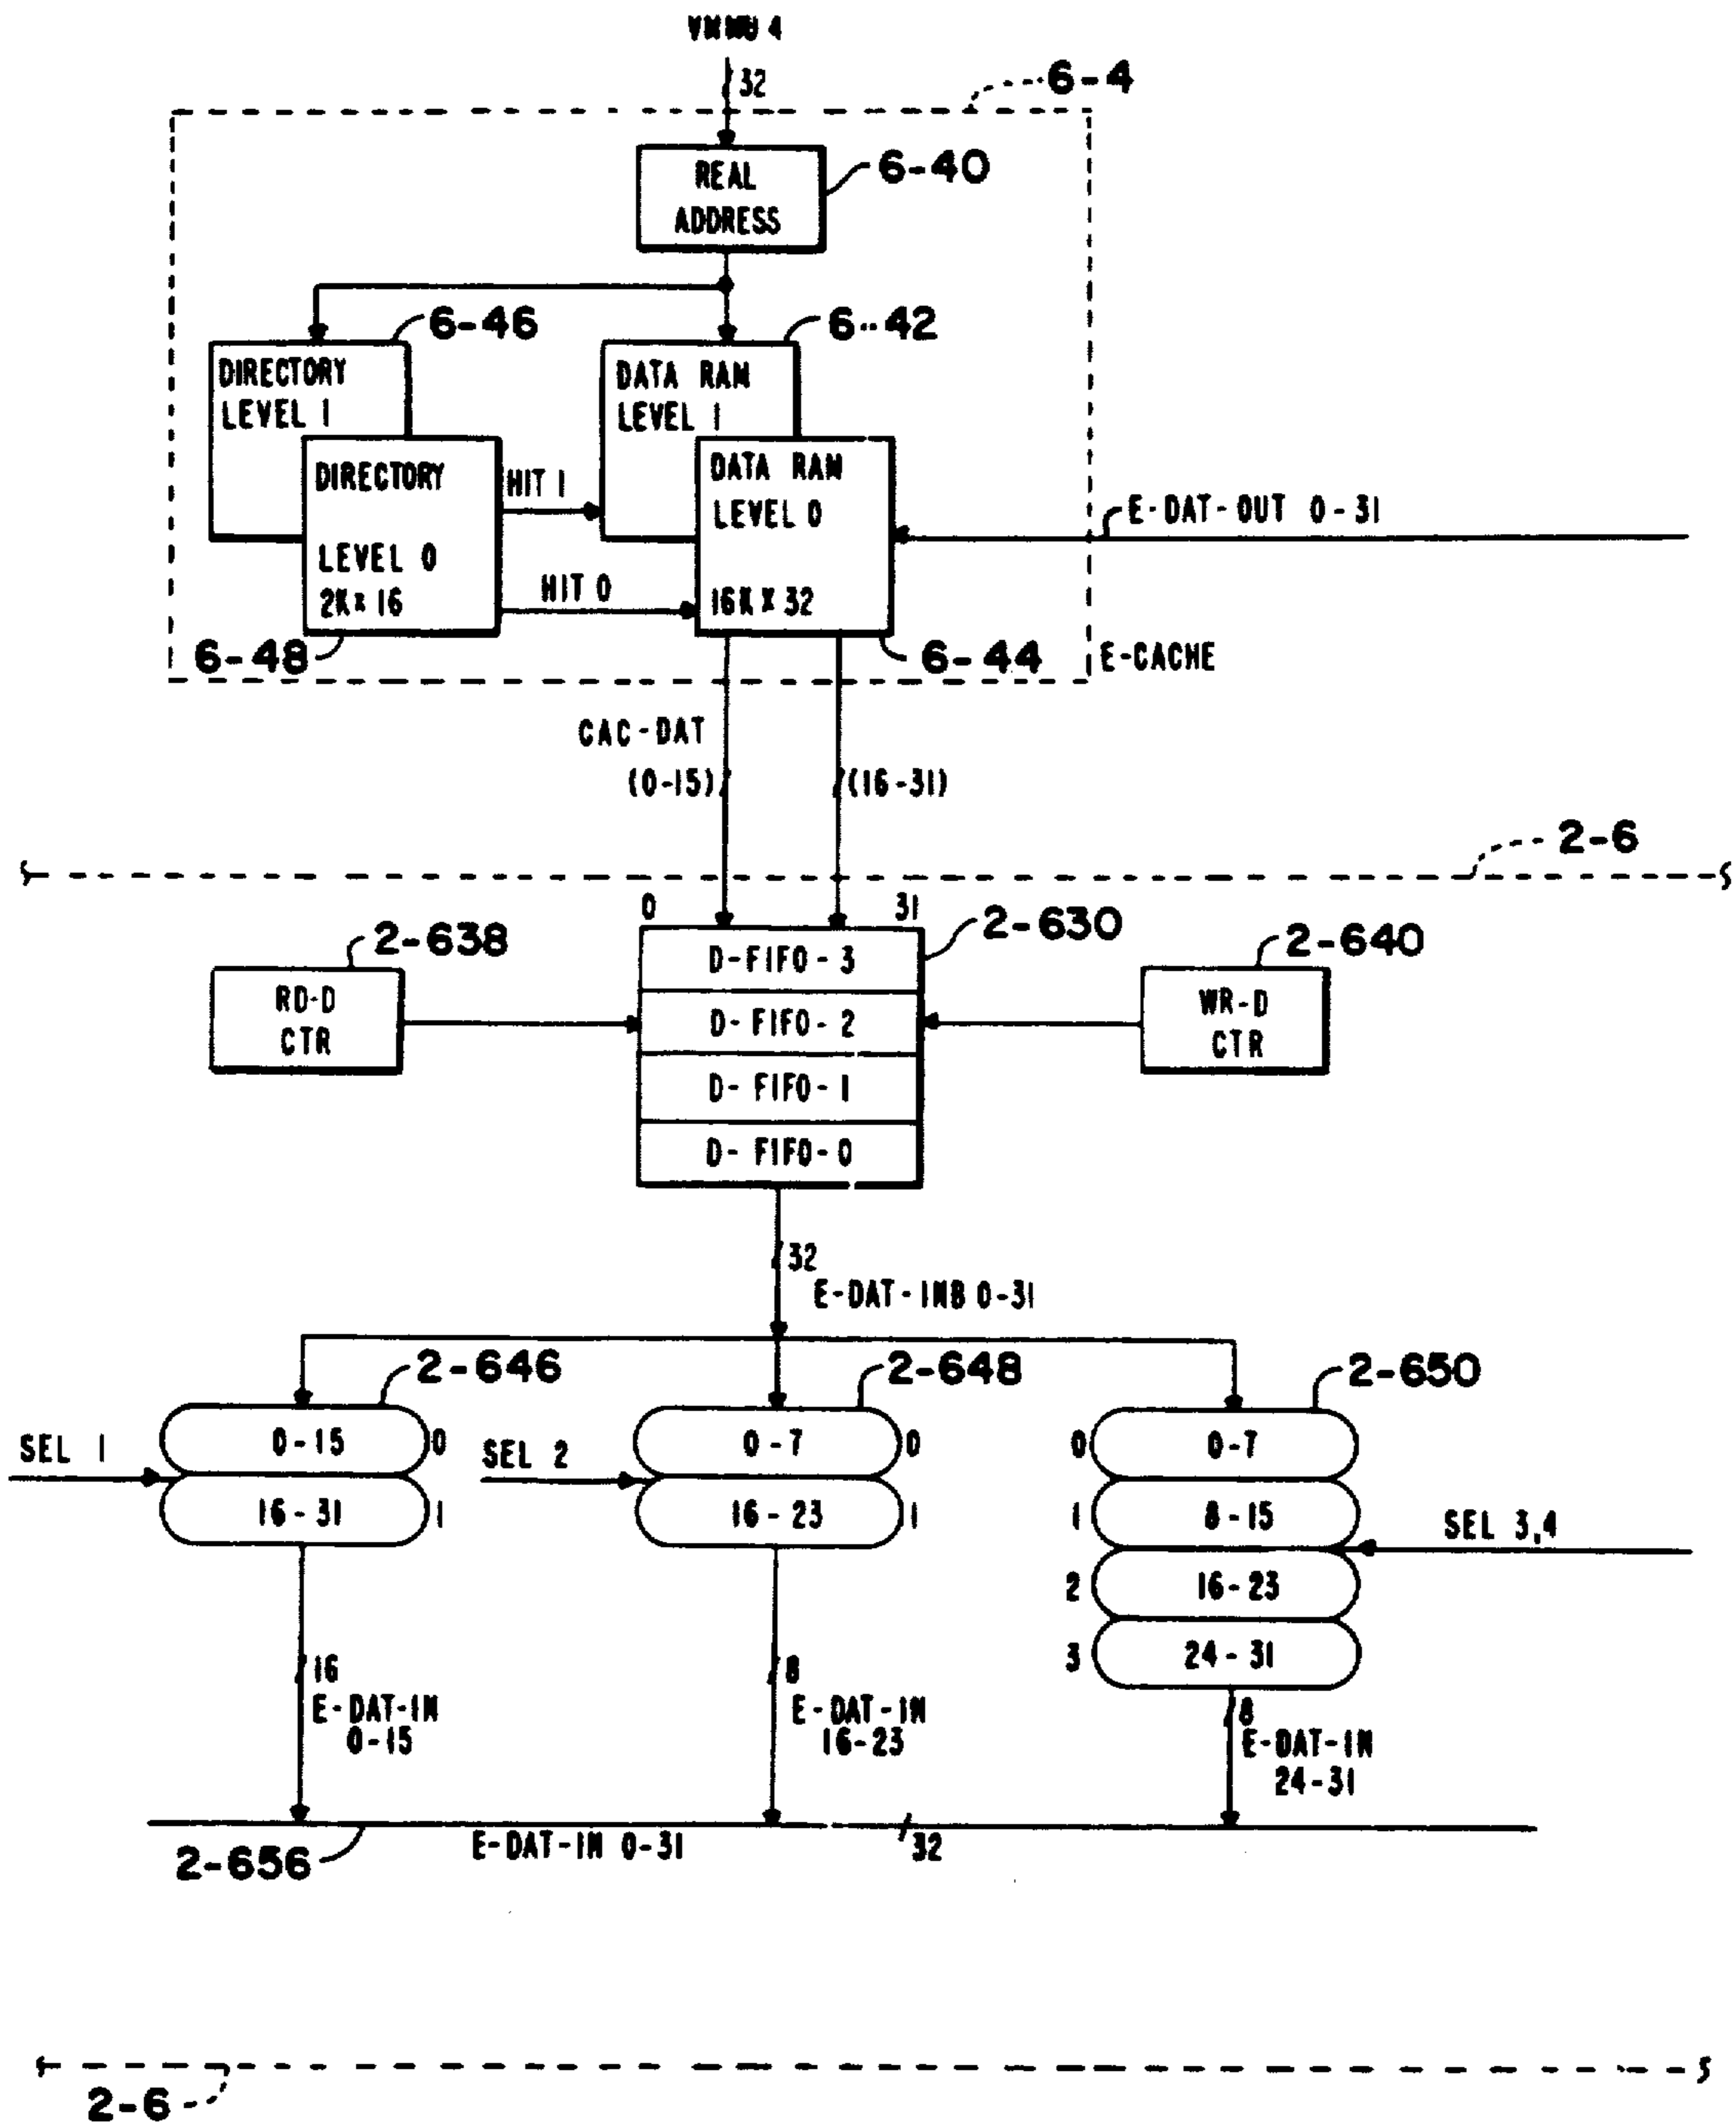 VMMU 4
32
6-4
REAL
ADDRESS
6-40
6-46
6-42
DIRECTORY
LEVEL 1
DATA RAM
LEVEL 1
DIRECTORY
LEVEL 0
2K x 16
HIT 1
HIT 0
DATA RAM
LEVEL 0
16K X 32
E-DAT-OUT 0-31
6-48
6-44
E-CACHE
CAC-DAT
(0-15)
(16-31)
2-6
0
31
2-630
2-638
2-640
RD-D
CTR
D-FIFO-3
D-FIFO-2
D-FIFO-1
D-FIFO-0
WR-D
CTR
32
E-DAT-INB 0-31
2-646
2-648
2-650
SEL 1
0-15
0
16-31
1
SEL 2
0-7
0
16-23
1
0
0-7
1
8-15
2
16-23
3
24-31
SEL 3,4
16
E-DAT-IN
0-15
8
E-DAT-IN
16-23
8
E-DAT-IN
24-31
2-656
E-DAT-IN 0-31
32
2-6